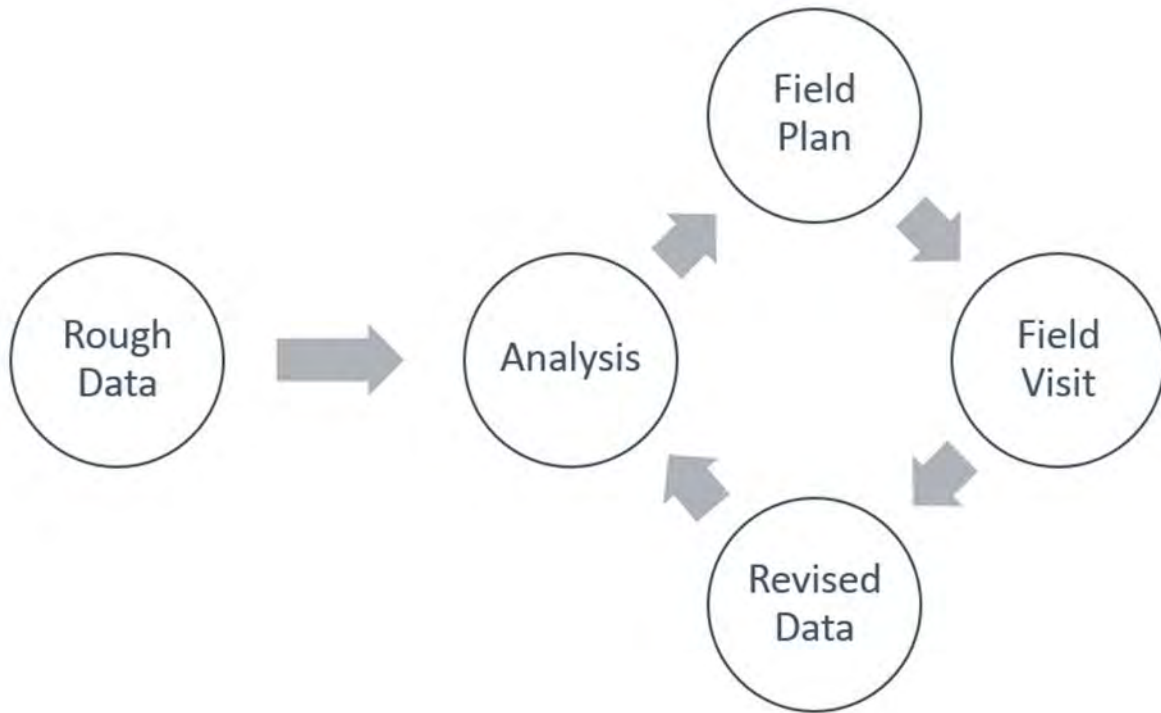 Rough
Data
Analysis
Field
Plan
Field
Visit
Revised
Data